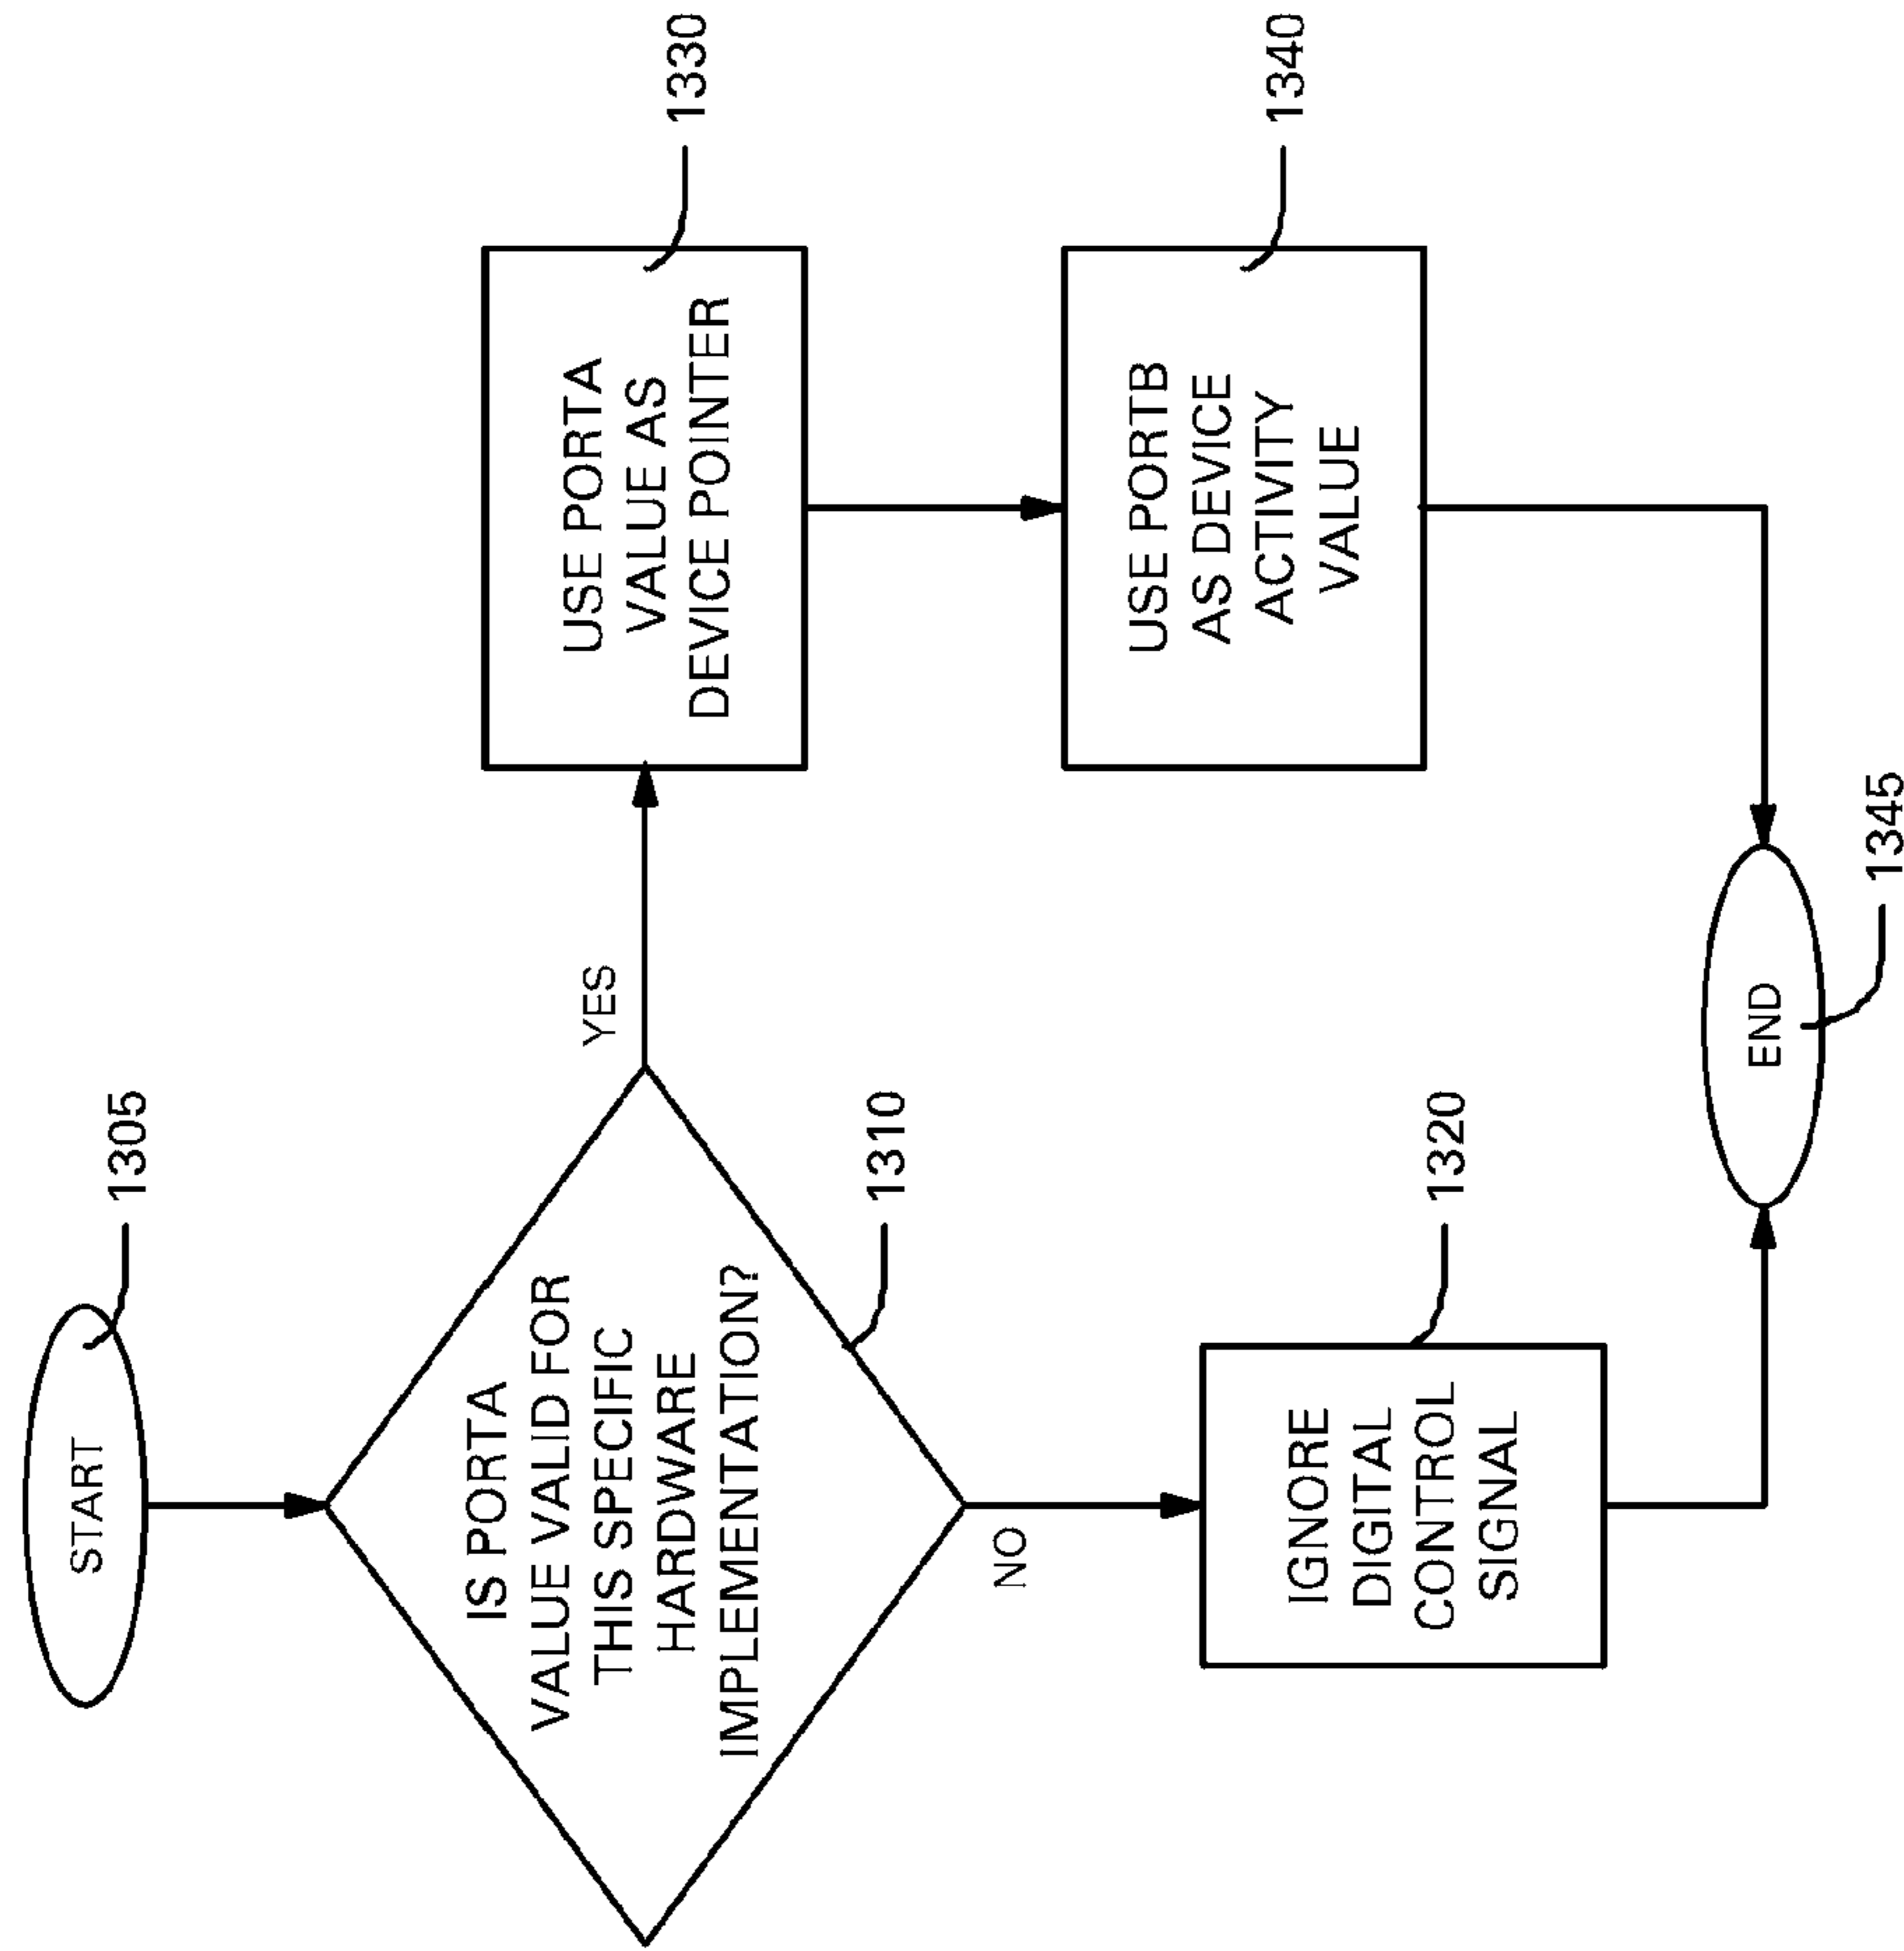 START
1305
IS PORTA
VALUE VALID FOR
THIS SPECIFIC
HARDWARE
IMPLEMENTATION?
1310
YES
NO
USE PORTA
VALUE AS
DEVICE POINTER
1330
USE PORTB
AS DEVICE
ACTIVITY
VALUE
1340
IGNORE
DIGITAL
CONTROL
SIGNAL
1320
END
1345